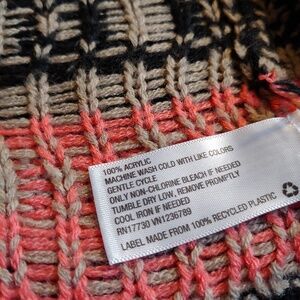 100% ACRYLIC
MACHINE WASH COLD WITH LIKE COLORS
GENTLE CYCLE
ONLY NON-CHLORINE BLEACH IF NEEDED
TUMBLE DRY LOW, REMOVE PROMPTLY
COOL IRON IF NEEDED
RN17730 VN1236789
LABEL MADE FROM 100% RECYCLED PLASTIC